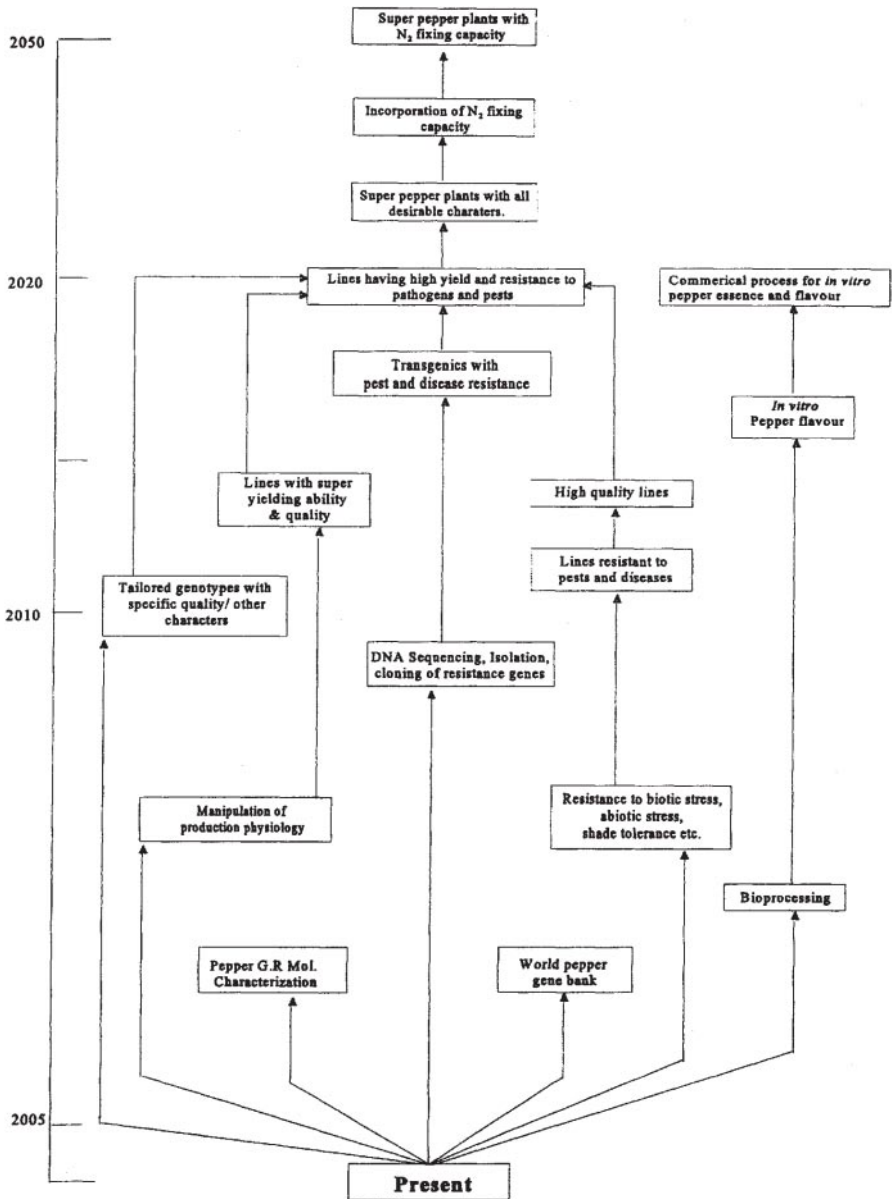 2050
Super pepper plants with
N₂ fixing capacity
Incorporation of N₂ fixing
capacity
Super pepper plants with all
desirable charaters.
2020
Lines having high yield and resistance to
pathogens and pests
Commerical process for in vitro
pepper essence and flavour
Transgenics with
pest and disease resistance
In vitro
Pepper flavour
Lines with super
yielding ability
& quality
High quality lines
Lines resistant to
pests and diseases
Tailored genotypes with
specific quality/ other
characters
2010
DNA Sequencing, Isolation,
cloning of resistance genes
Manipulation of
production physiology
Resistance to biotic stress,
abiotic stress,
shade tolerance etc.
Bioprocessing
Pepper G.R Mol.
Characterization
World pepper
gene bank
2005
Present